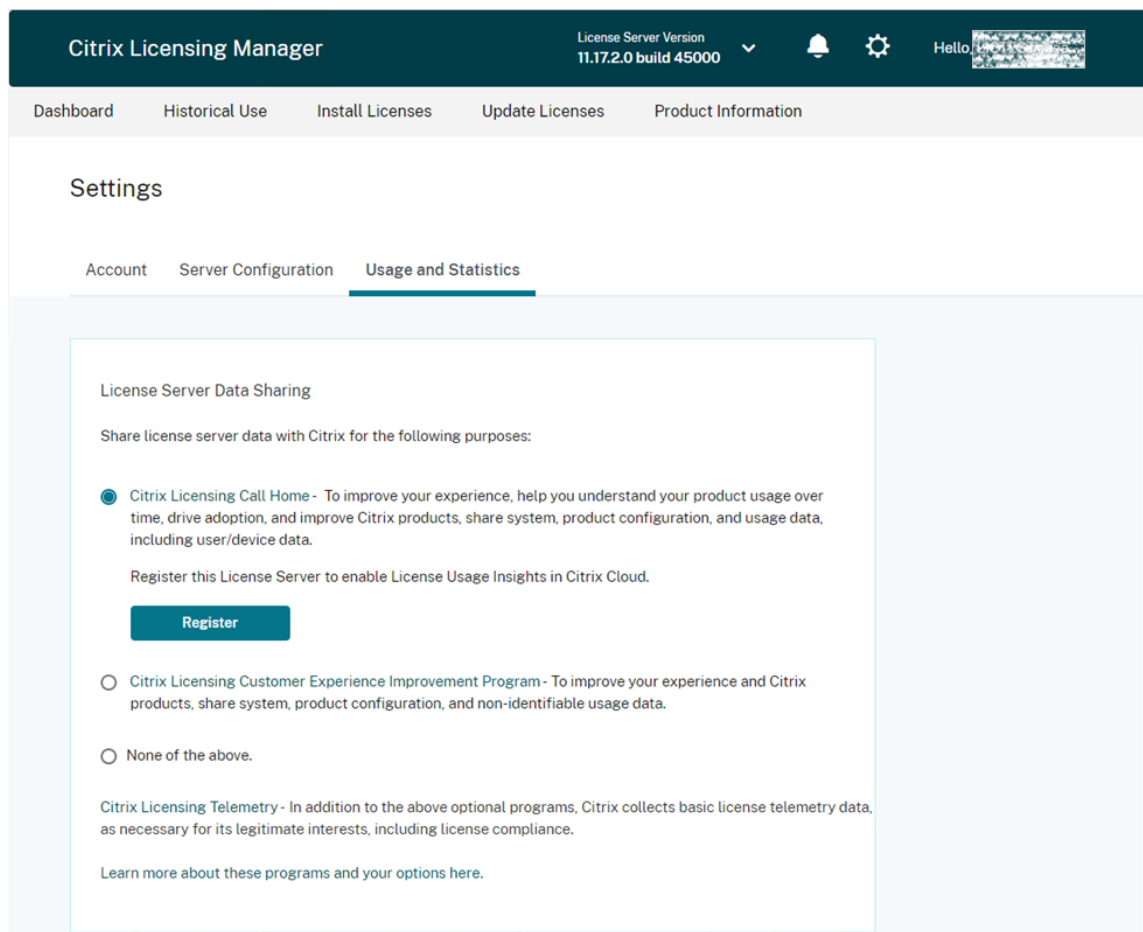 Citrix Licensing Manager
License Server Version
11.17.2.0 build 45000
Hello,
Dashboard Historical Use Install Licenses Update Licenses Product Information
Settings
Account Server Configuration Usage and Statistics
License Server Data Sharing
Share license server data with Citrix for the following purposes:
Citrix Licensing Call Home - To improve your experience, help you understand your product usage over
time, drive adoption, and improve Citrix products, share system, product configuration, and usage data,
including user/device data.
Register this License Server to enable License Usage Insights in Citrix Cloud.
Register
Citrix Licensing Customer Experience Improvement Program - To improve your experience and Citrix
products, share system, product configuration, and non-identifiable usage data.
None of the above.
Citrix Licensing Telemetry - In addition to the above optional programs, Citrix collects basic license telemetry data,
as necessary for its legitimate interests, including license compliance.
Learn more about these programs and your options here.